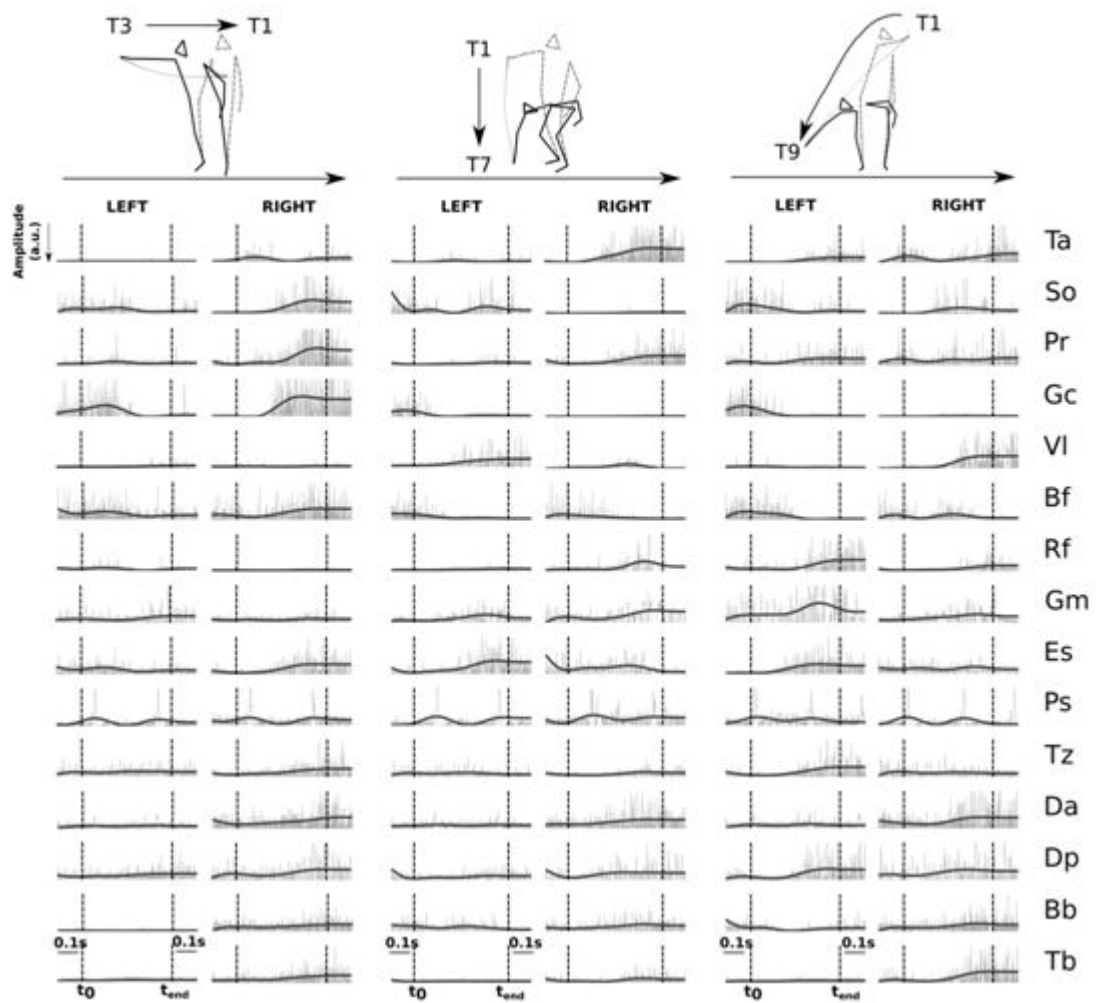 T3 T1
T1
T7
T1
T9
LEFT RIGHT LEFT RIGHT LEFT RIGHT
Amplitude
(a.u.)
Ta
So
Pr
Gc
Vl
Bf
Rf
Gm
Es
Ps
Tz
Da
Dp
Bb
0.1s 0.1s 0.1s 0.1s 0.1s 0.1s
Tb
t0 tend t0 tend t0 tend